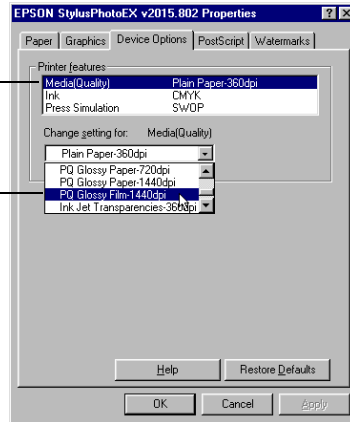 EPSON StylusPhotoEX v2015.802 Properties
Paper Graphics Device Options PostScript Watermarks
Printer features
Media(Quality) Plain Paper-360dpi
Ink CMYK
Press Simulation SWOP
Change setting for: Media(Quality)
Plain Paper-360dpi
PQ Glossy Paper-720dpi
PQ Glossy Paper-1440dpi
PQ Glossy Film-1440dpi
Ink Jet Transparencies-360dpi
Help Restore Defaults
OK Cancel Apply